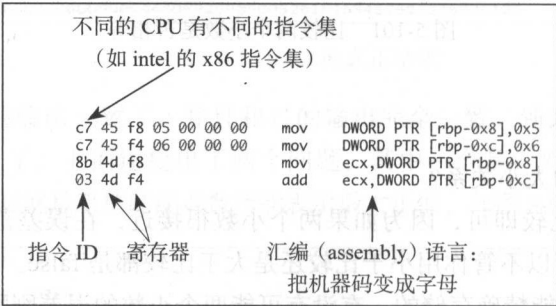 不同的 CPU 有不同的指令集
（如 intel 的 x86 指令集）
c7 45 f8 05 00 00 00 mov DWORD PTR [rbp-0x8],0x5
c7 45 f4 06 00 00 00 mov DWORD PTR [rbp-0xc],0x6
8b 4d f8 mov ecx,DWORD PTR [rbp-0x8]
03 4d f4 add ecx,DWORD PTR [rbp-0xc]
指令 ID 寄存器 汇编（assembly）语言：
把机器码变成字母